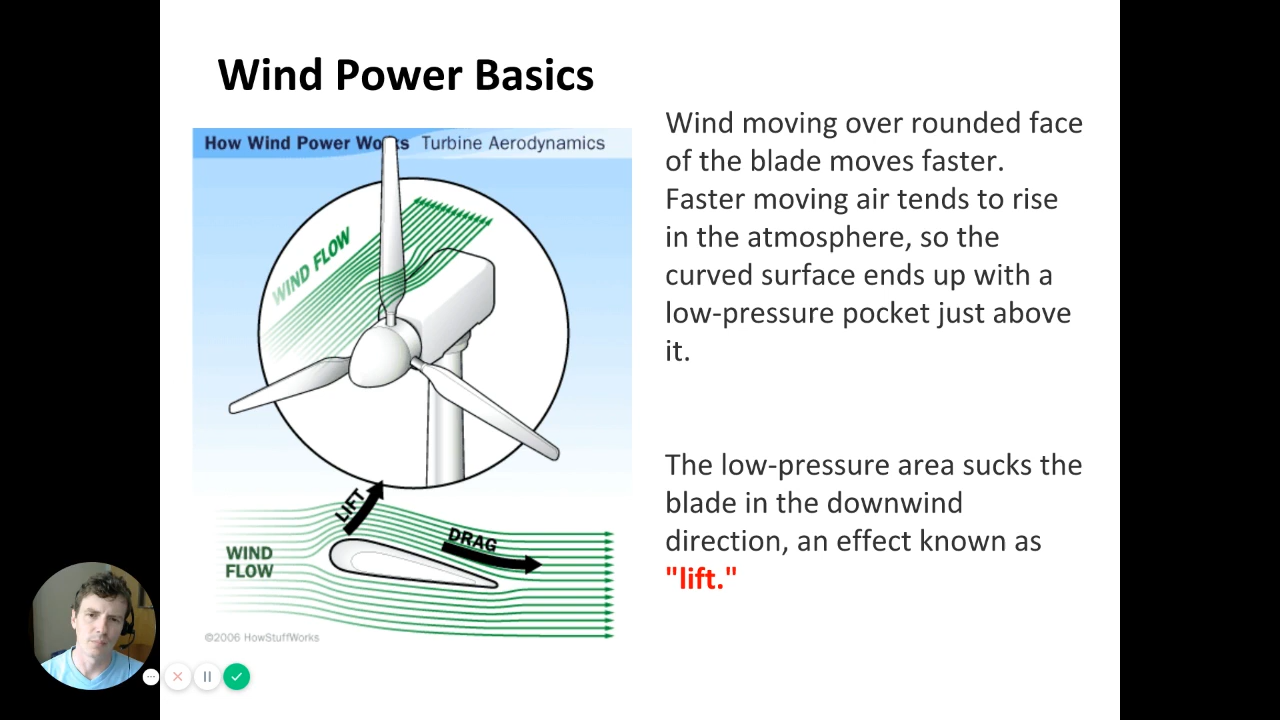 Wind Power Basics
How Wind Power Works Turbine Aerodynamics
WIND FLOW
LIFT
DRAG
WIND
FLOW
©2006 HowStuffWorks
Wind moving over rounded face
of the blade moves faster.
Faster moving air tends to rise
in the atmosphere, so the
curved surface ends up with a
low-pressure pocket just above
it.
The low-pressure area sucks the
blade in the downwind
direction, an effect known as
"lift."